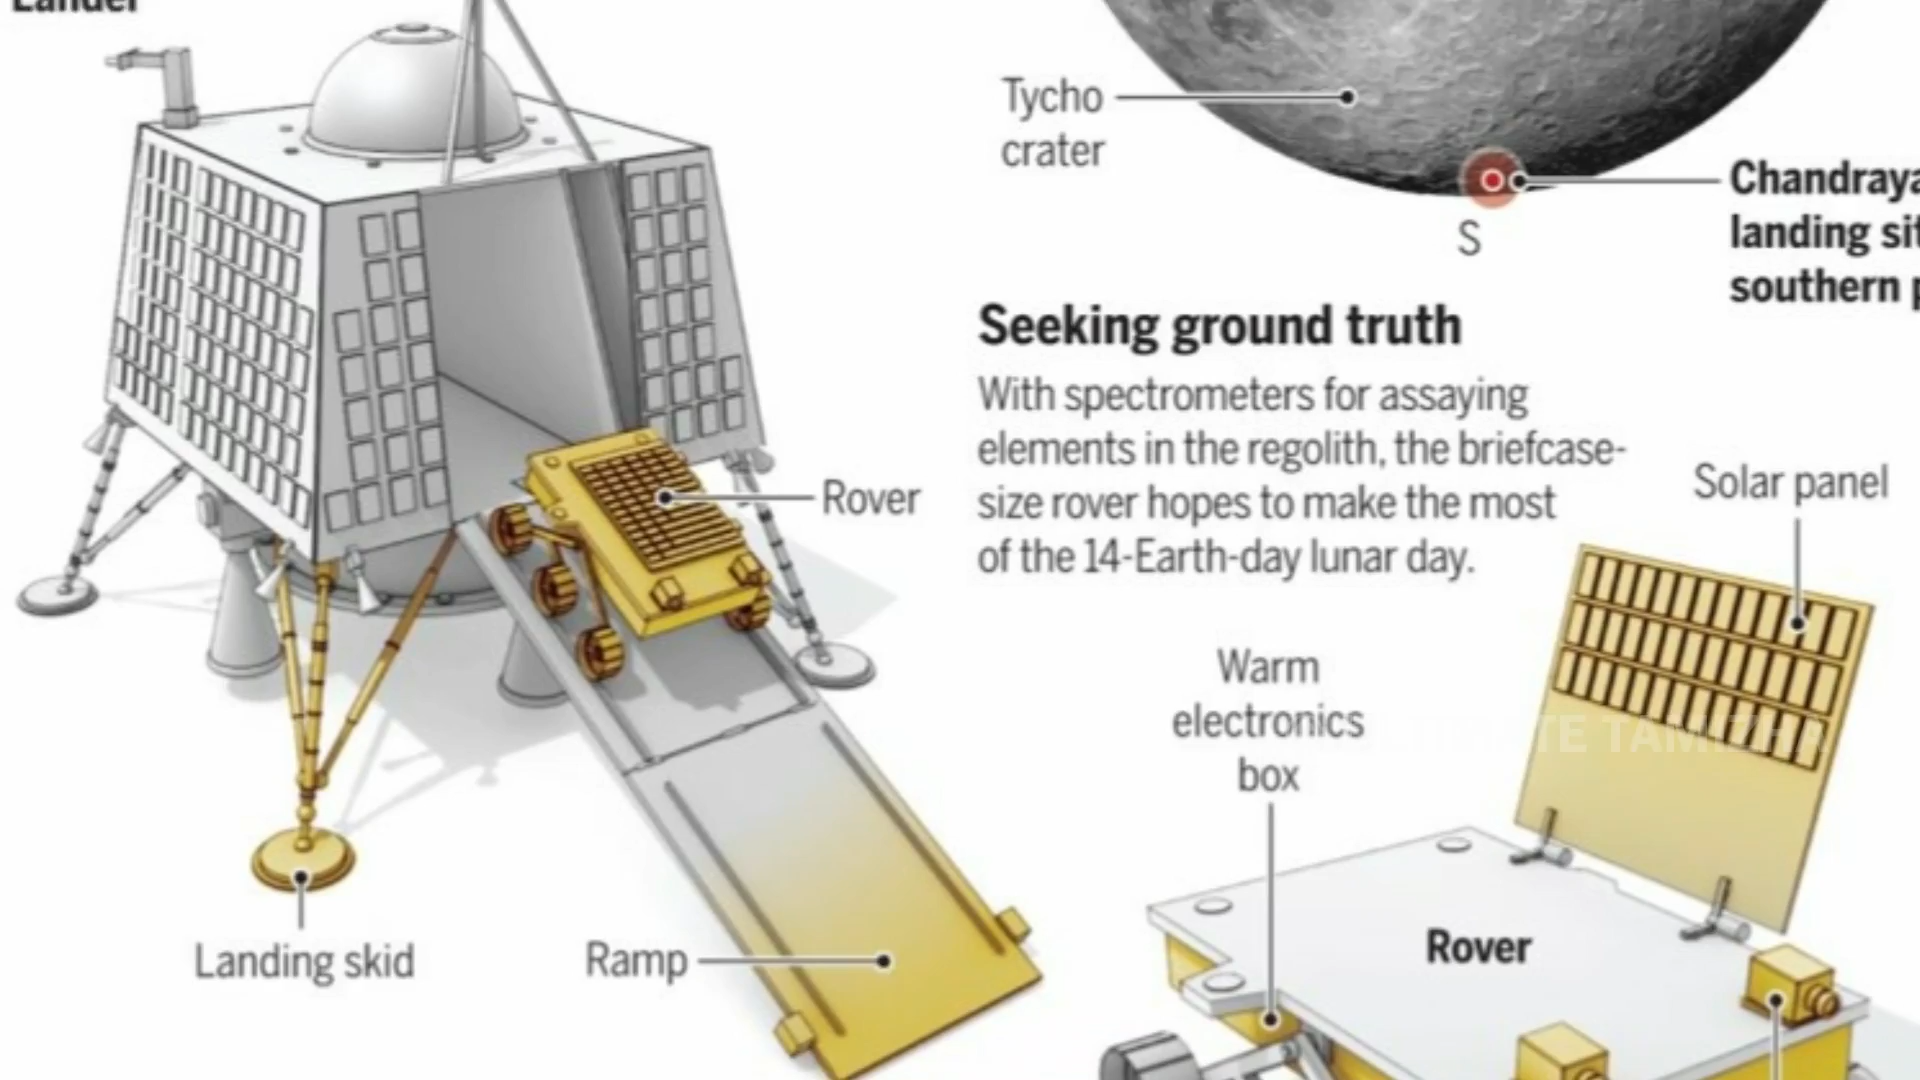 Lander
Tycho
crater
S
Chandraya
landing sit
southern p
Seeking ground truth
With spectrometers for assaying
elements in the regolith, the briefcase-
size rover hopes to make the most
of the 14-Earth-day lunar day.
Rover
Solar panel
Warm
electronics
box
TAMIZHA
Rover
Landing skid
Ramp